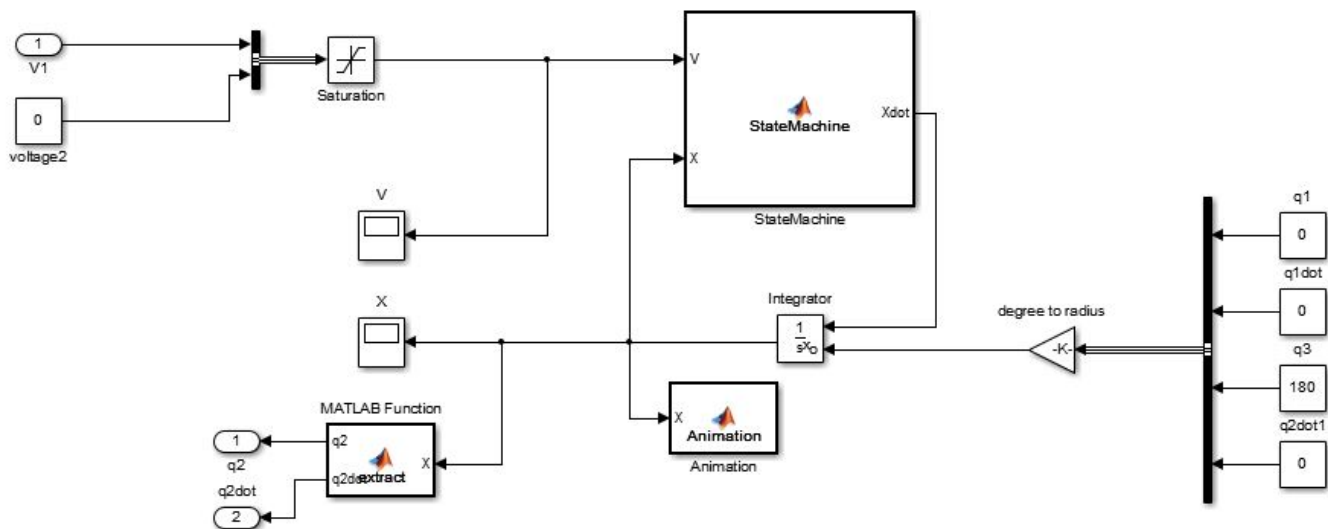 1
V1
0
voltage2
Saturation
V
X
StateMachine
Xdot
StateMachine
V
X
Integrator
1
s
xo
degree to radius
-K-
q1
0
q1dot
0
q3
180
q2dot1
0
MATLAB Function
q2
q2dot
extract
X
1
q2
q2dot
2
X
Animation
Animation